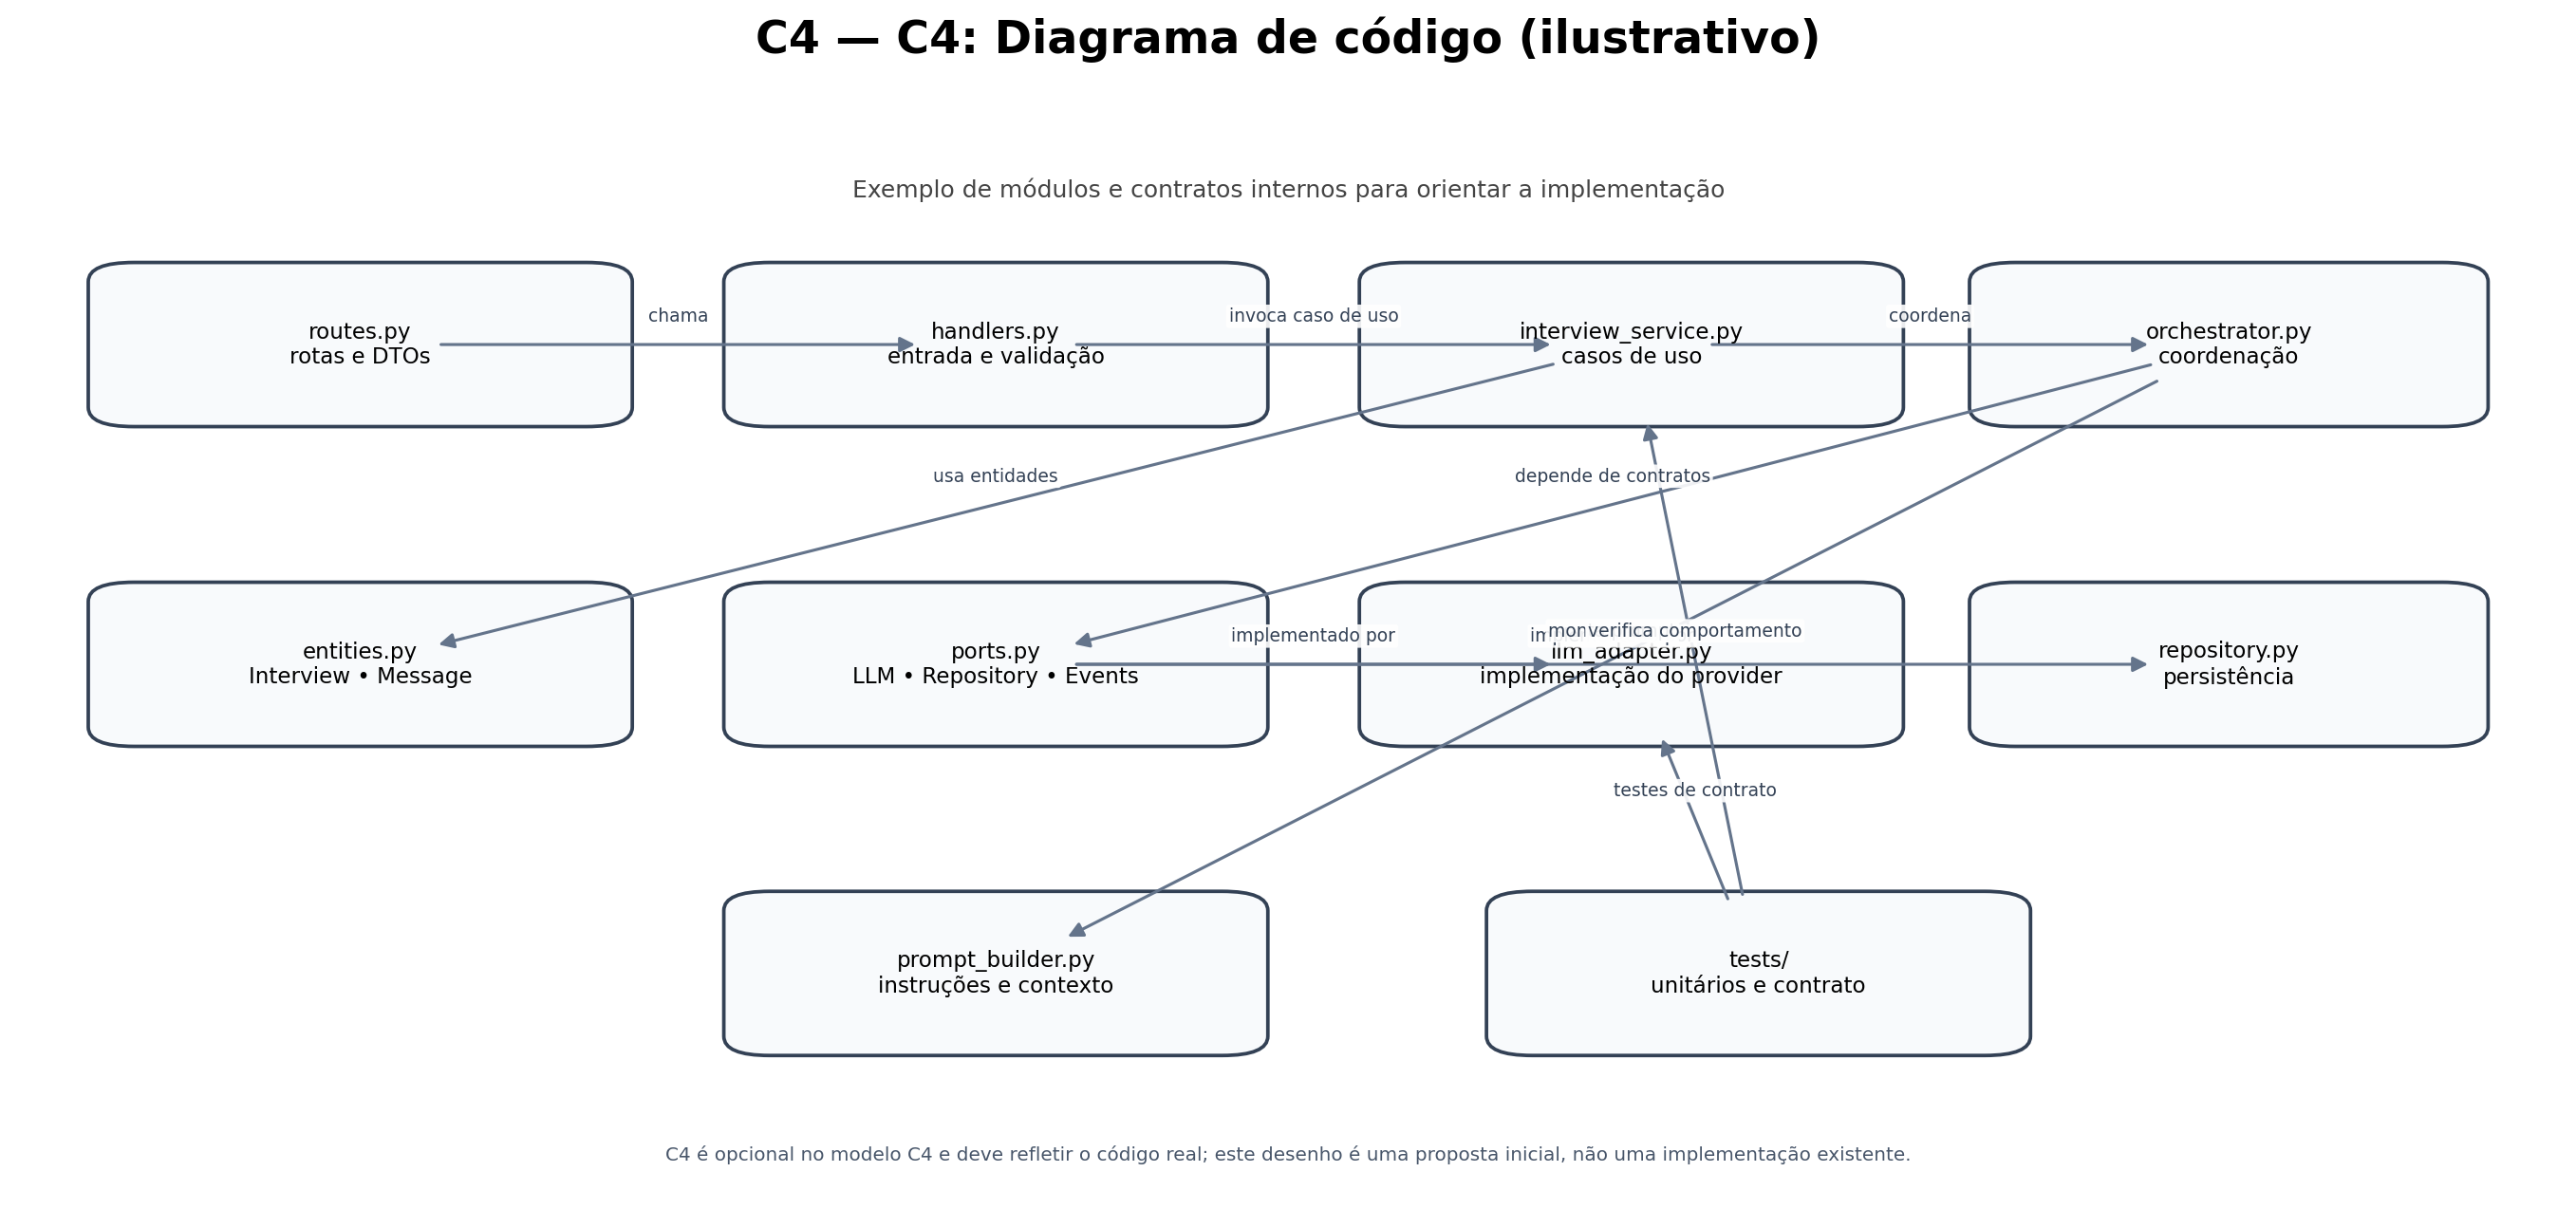 C4 — C4: Diagrama de código (ilustrativo)
Exemplo de módulos e contratos internos para orientar a implementação
routes.py
rotas e DTOs
chama
handlers.py
entrada e validação
invoca caso de uso
interview_service.py
casos de uso
coordena
orchestrator.py
coordenação
usa entidades
depende de contratos
entities.py
Interview • Message
ports.py
LLM • Repository • Events
implementado por
verifica comportamento
llm_adapter.py
implementação do provider
repository.py
persistência
testes de contrato
prompt_builder.py
instruções e contexto
tests/
unitários e contrato
C4 é opcional no modelo C4 e deve refletir o código real; este desenho é uma proposta inicial, não uma implementação existente.